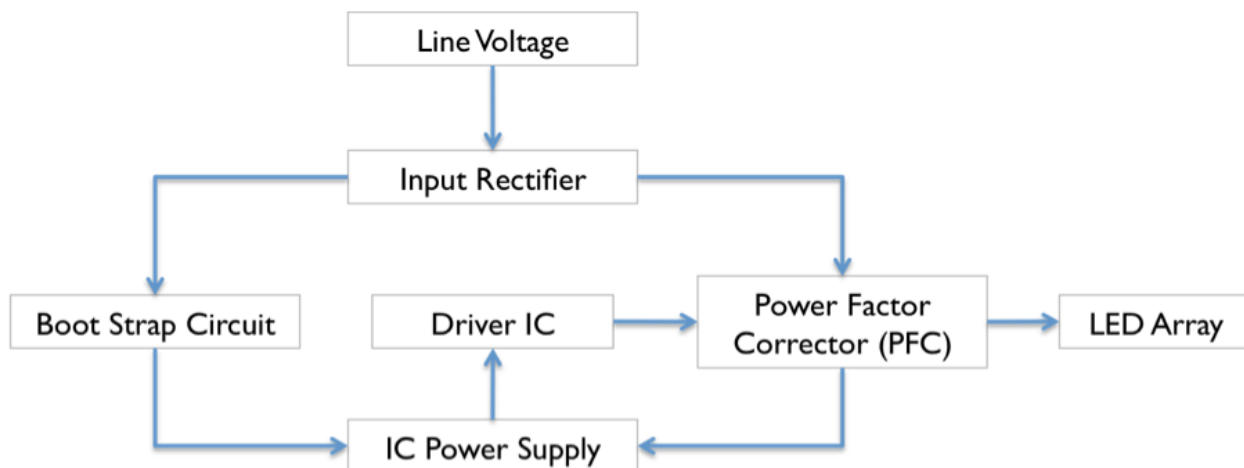 Line Voltage
Input Rectifier
Boot Strap Circuit
Driver IC
Power Factor
Corrector (PFC)
LED Array
IC Power Supply